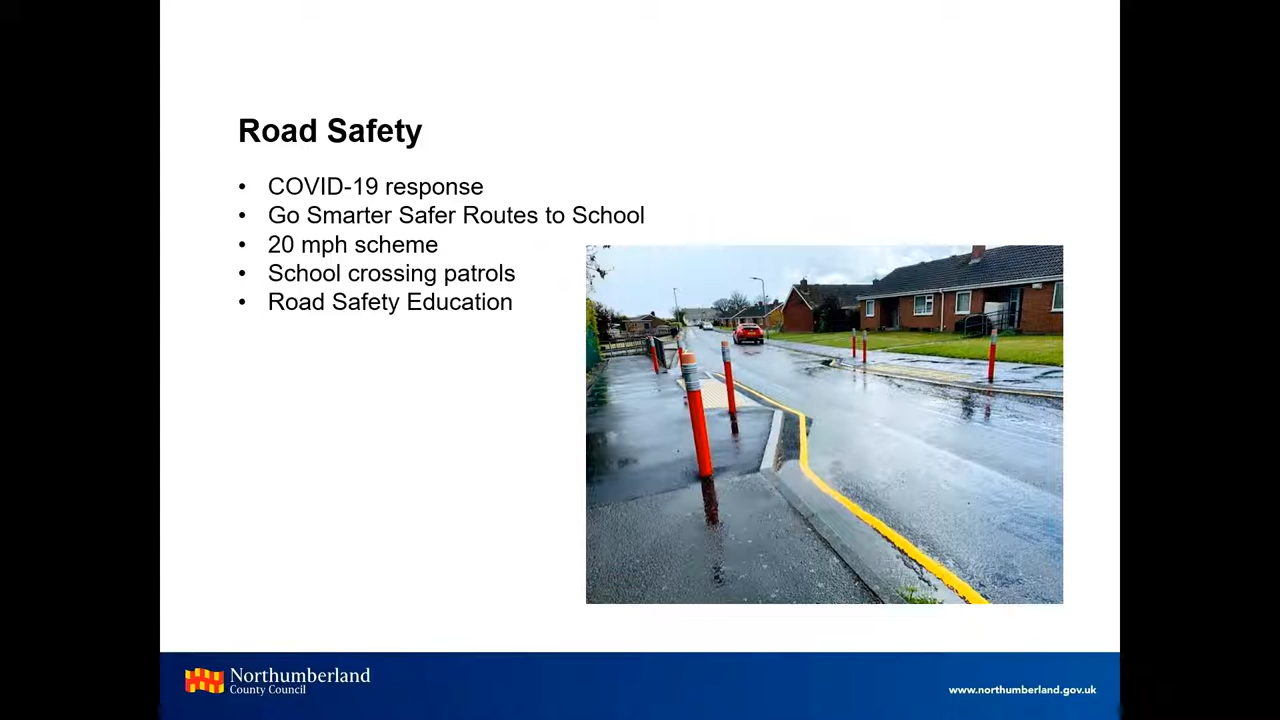 Road Safety
• COVID-19 response
• Go Smarter Safer Routes to School
• 20 mph scheme
• School crossing patrols
• Road Safety Education
Northumberland
County Council
www.northumberland.gov.uk